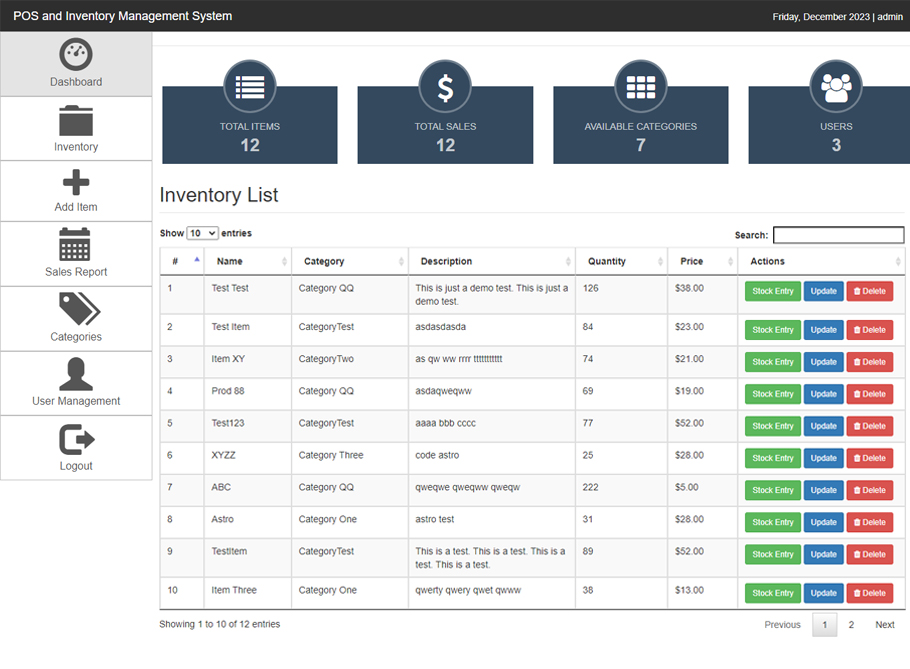 POS and Inventory Management System
Friday, December 2023 | admin
Dashboard
Inventory
Add Item
Sales Report
Categories
User Management
Logout
TOTAL ITEMS
12
TOTAL SALES
12
AVAILABLE CATEGORIES
7
USERS
3
Inventory List
Show 10 entries
Search:
# Name Category Description Quantity Price Actions
1 Test Test Category QQ This is just a demo test. This is just a
demo test. 126 $38.00 Stock Entry Update Delete
2 Test Item CategoryTest asdasdasda 84 $23.00 Stock Entry Update Delete
3 Item XY CategoryTwo as qw ww rrrr ttttttttttt 74 $21.00 Stock Entry Update Delete
4 Prod 88 Category QQ asdaqweqww 69 $19.00 Stock Entry Update Delete
5 Test123 CategoryTest aaaa bbb cccc 77 $52.00 Stock Entry Update Delete
6 XYZZ Category Three code astro 25 $28.00 Stock Entry Update Delete
7 ABC Category QQ qweqwe qweqww qweqw 222 $5.00 Stock Entry Update Delete
8 Astro Category One astro test 31 $28.00 Stock Entry Update Delete
9 TestItem CategoryTest This is a test. This is a test. This is a
test. This is a test. 89 $52.00 Stock Entry Update Delete
10 Item Three Category One qwerty qwery qwet qwww 38 $13.00 Stock Entry Update Delete
Showing 1 to 10 of 12 entries
Previous 1 2 Next